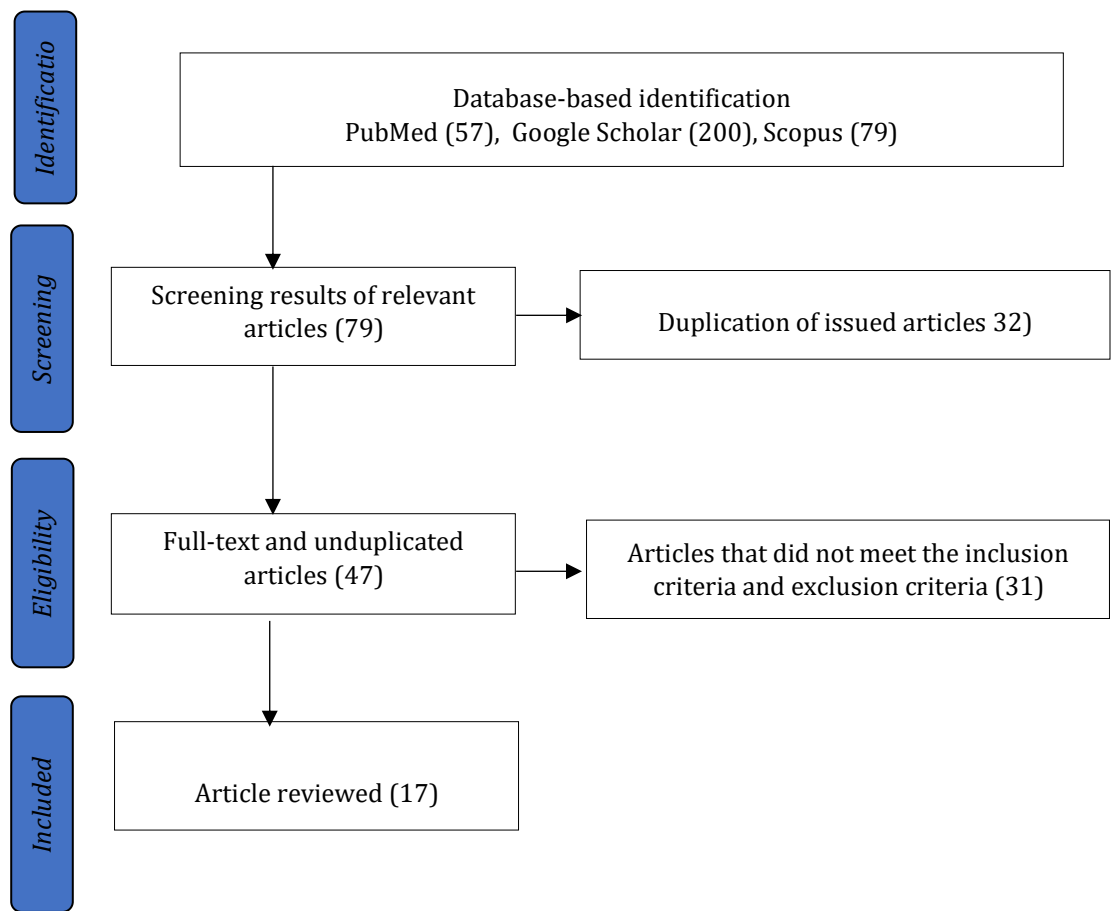 Identificatio
Database-based identification
PubMed (57), Google Scholar (200), Scopus (79)
Screening
Screening results of relevant
articles (79)
Duplication of issued articles 32)
Eligibility
Full-text and unduplicated
articles (47)
Articles that did not meet the inclusion
criteria and exclusion criteria (31)
Included
Article reviewed (17)